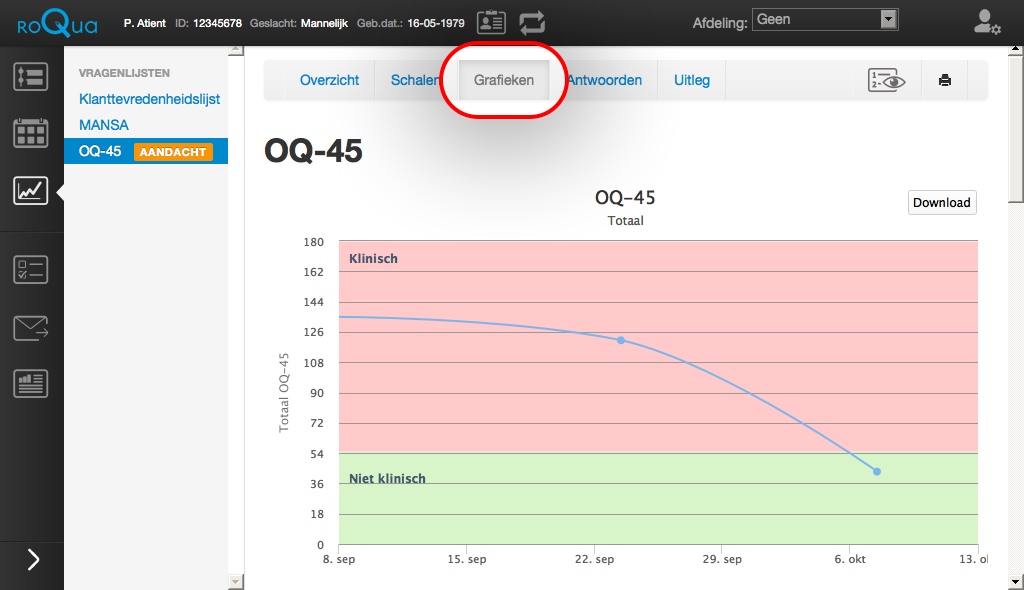 roQua P. Atient ID: 12345678 Geslacht: Mannelijk Geb.dat.: 16-05-1979 Afdeling: Geen
VRAGENLIJSTEN
Klanttevredenheidslijst
MANSA
OQ-45 AANDACHT
Overzicht Schalen Grafieken Antwoorden Uitleg
OQ-45
OQ-45
Totaal
Download
Totaal OQ-45
180
162
144
126
108
90
72
54
36
18
0
Klinisch
Niet klinisch
8. sep 15. sep 22. sep 29. sep 6. okt 13. ol